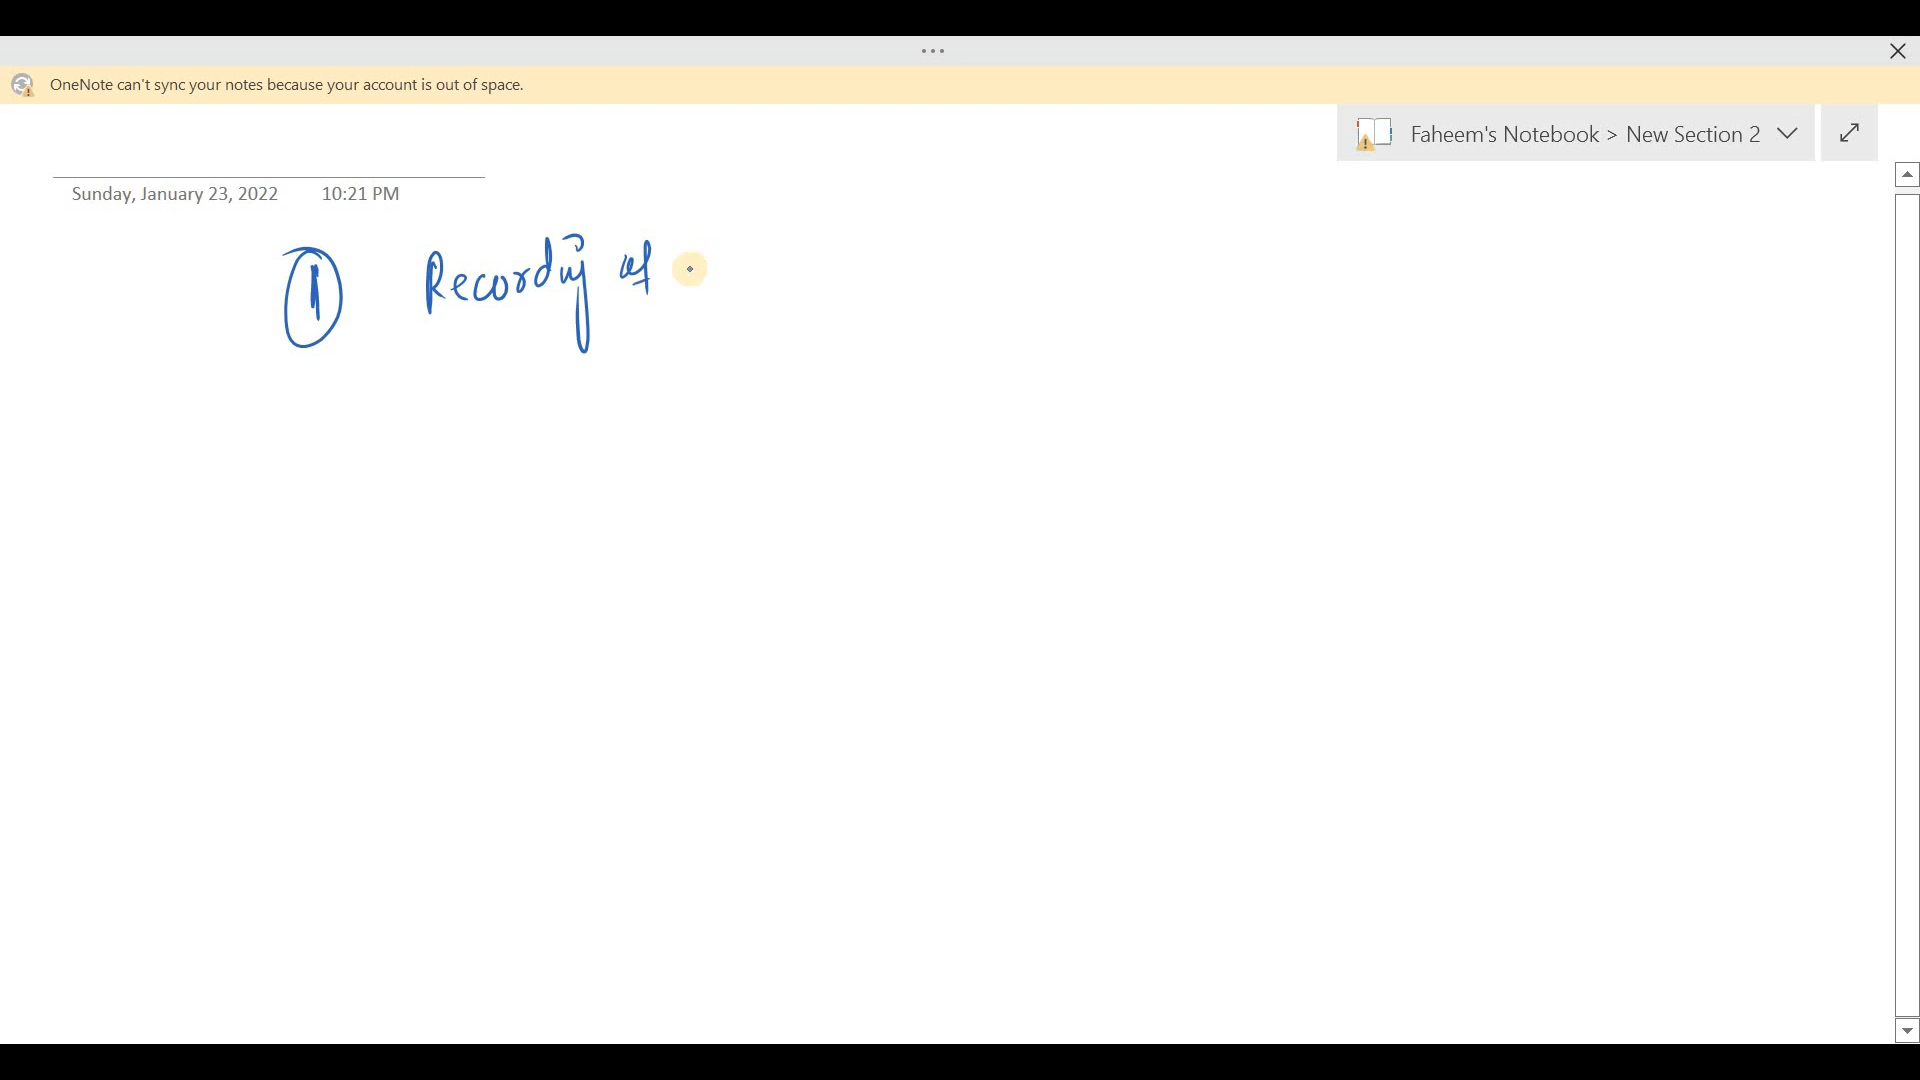 OneNote can't sync your notes because your account is out of space.
Faheem's Notebook > New Section 2
Sunday, January 23, 2022 10:21 PM
1 Recording of